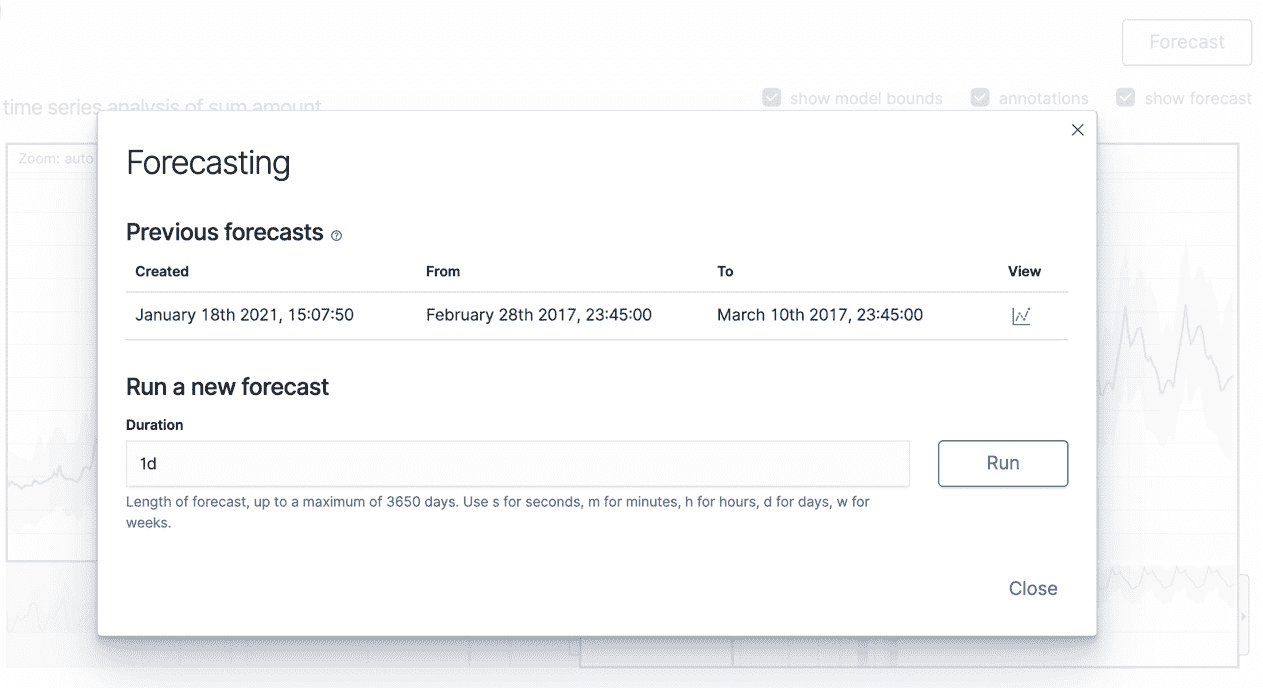 Forecast
time series analysis of sum amount
show model bounds annotations show forecast
Zoom: auto
Forecasting
Previous forecasts
Created From To View
January 18th 2021, 15:07:50 February 28th 2017, 23:45:00 March 10th 2017, 23:45:00
Run a new forecast
Duration
1d
Run
Length of forecast, up to a maximum of 3650 days. Use s for seconds, m for minutes, h for hours, d for days, w for
weeks.
Close